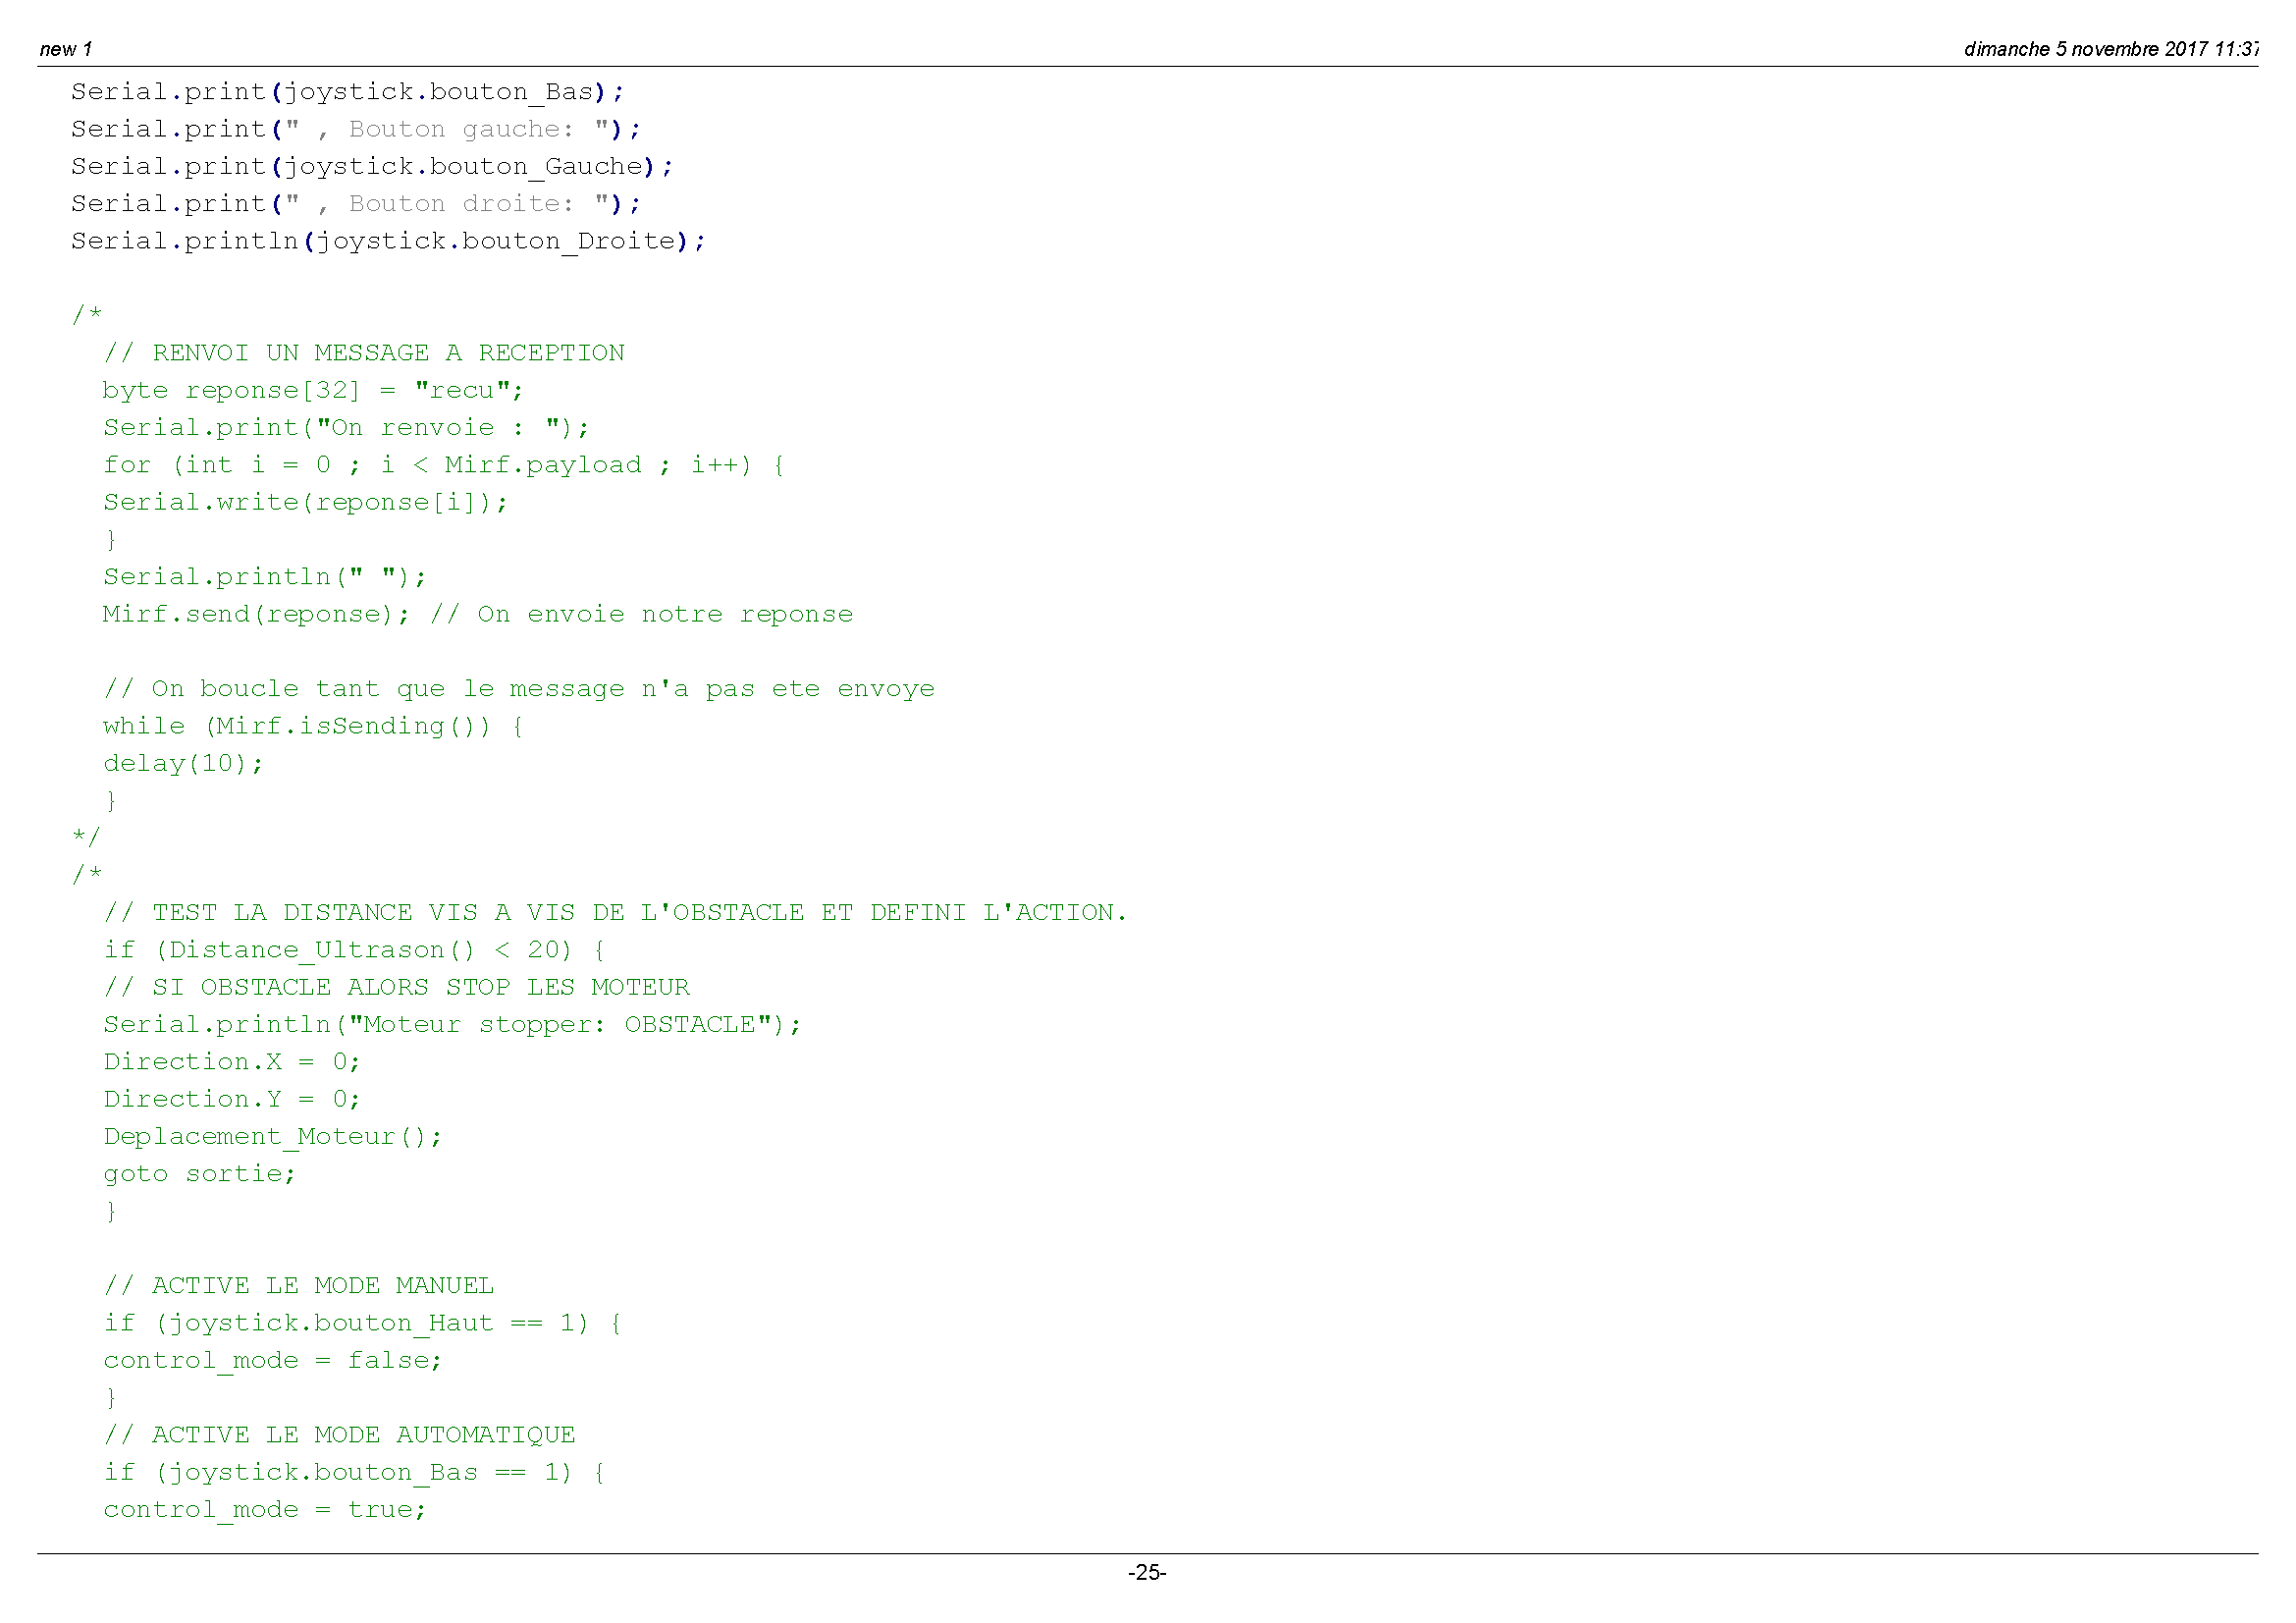 new 1
dimanche 5 novembre 2017 11:37
Serial.print(joystick.bouton_Bas);
Serial.print(" , Bouton gauche: ");
Serial.print(joystick.bouton_Gauche);
Serial.print(" , Bouton droite: ");
Serial.println(joystick.bouton_Droite);
/*
// RENVOI UN MESSAGE A RECEPTION
byte reponse[32] = "recu";
Serial.print("On renvoie : ");
for (int i = 0 ; i < Mirf.payload ; i++) {
Serial.write(reponse[i]);
}
Serial.println(" ");
Mirf.send(reponse); // On envoie notre reponse
// On boucle tant que le message n'a pas ete envoye
while (Mirf.isSending()) {
delay(10);
}
*/
/*
// TEST LA DISTANCE VIS A VIS DE L'OBSTACLE ET DEFINI L'ACTION.
if (Distance_Ultrason() < 20) {
// SI OBSTACLE ALORS STOP LES MOTEUR
Serial.println("Moteur stopper: OBSTACLE");
Direction.X = 0;
Direction.Y = 0;
Deplacement_Moteur();
goto sortie;
}
// ACTIVE LE MODE MANUEL
if (joystick.bouton_Haut == 1) {
control_mode = false;
}
// ACTIVE LE MODE AUTOMATIQUE
if (joystick.bouton_Bas == 1) {
control_mode = true;
-25-